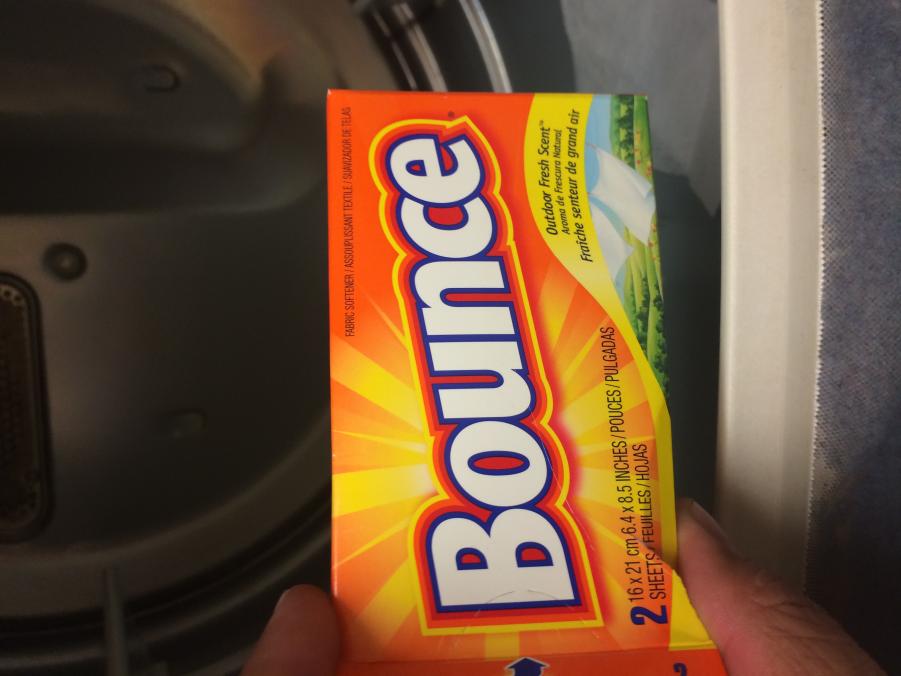 FABRIC SOFTENER / ASSOUPLISSANT TEXTILE / SUAVIZADOR DE TELAS
Bounce
Outdoor Fresh Scent™
Aroma de Frescura Natural
Fraîche senteur de grand air
2 16 x 21 cm 6.4 x 8.5 INCHES / POUCES / PULGADAS
SHEETS / FEUILLES / HOJAS